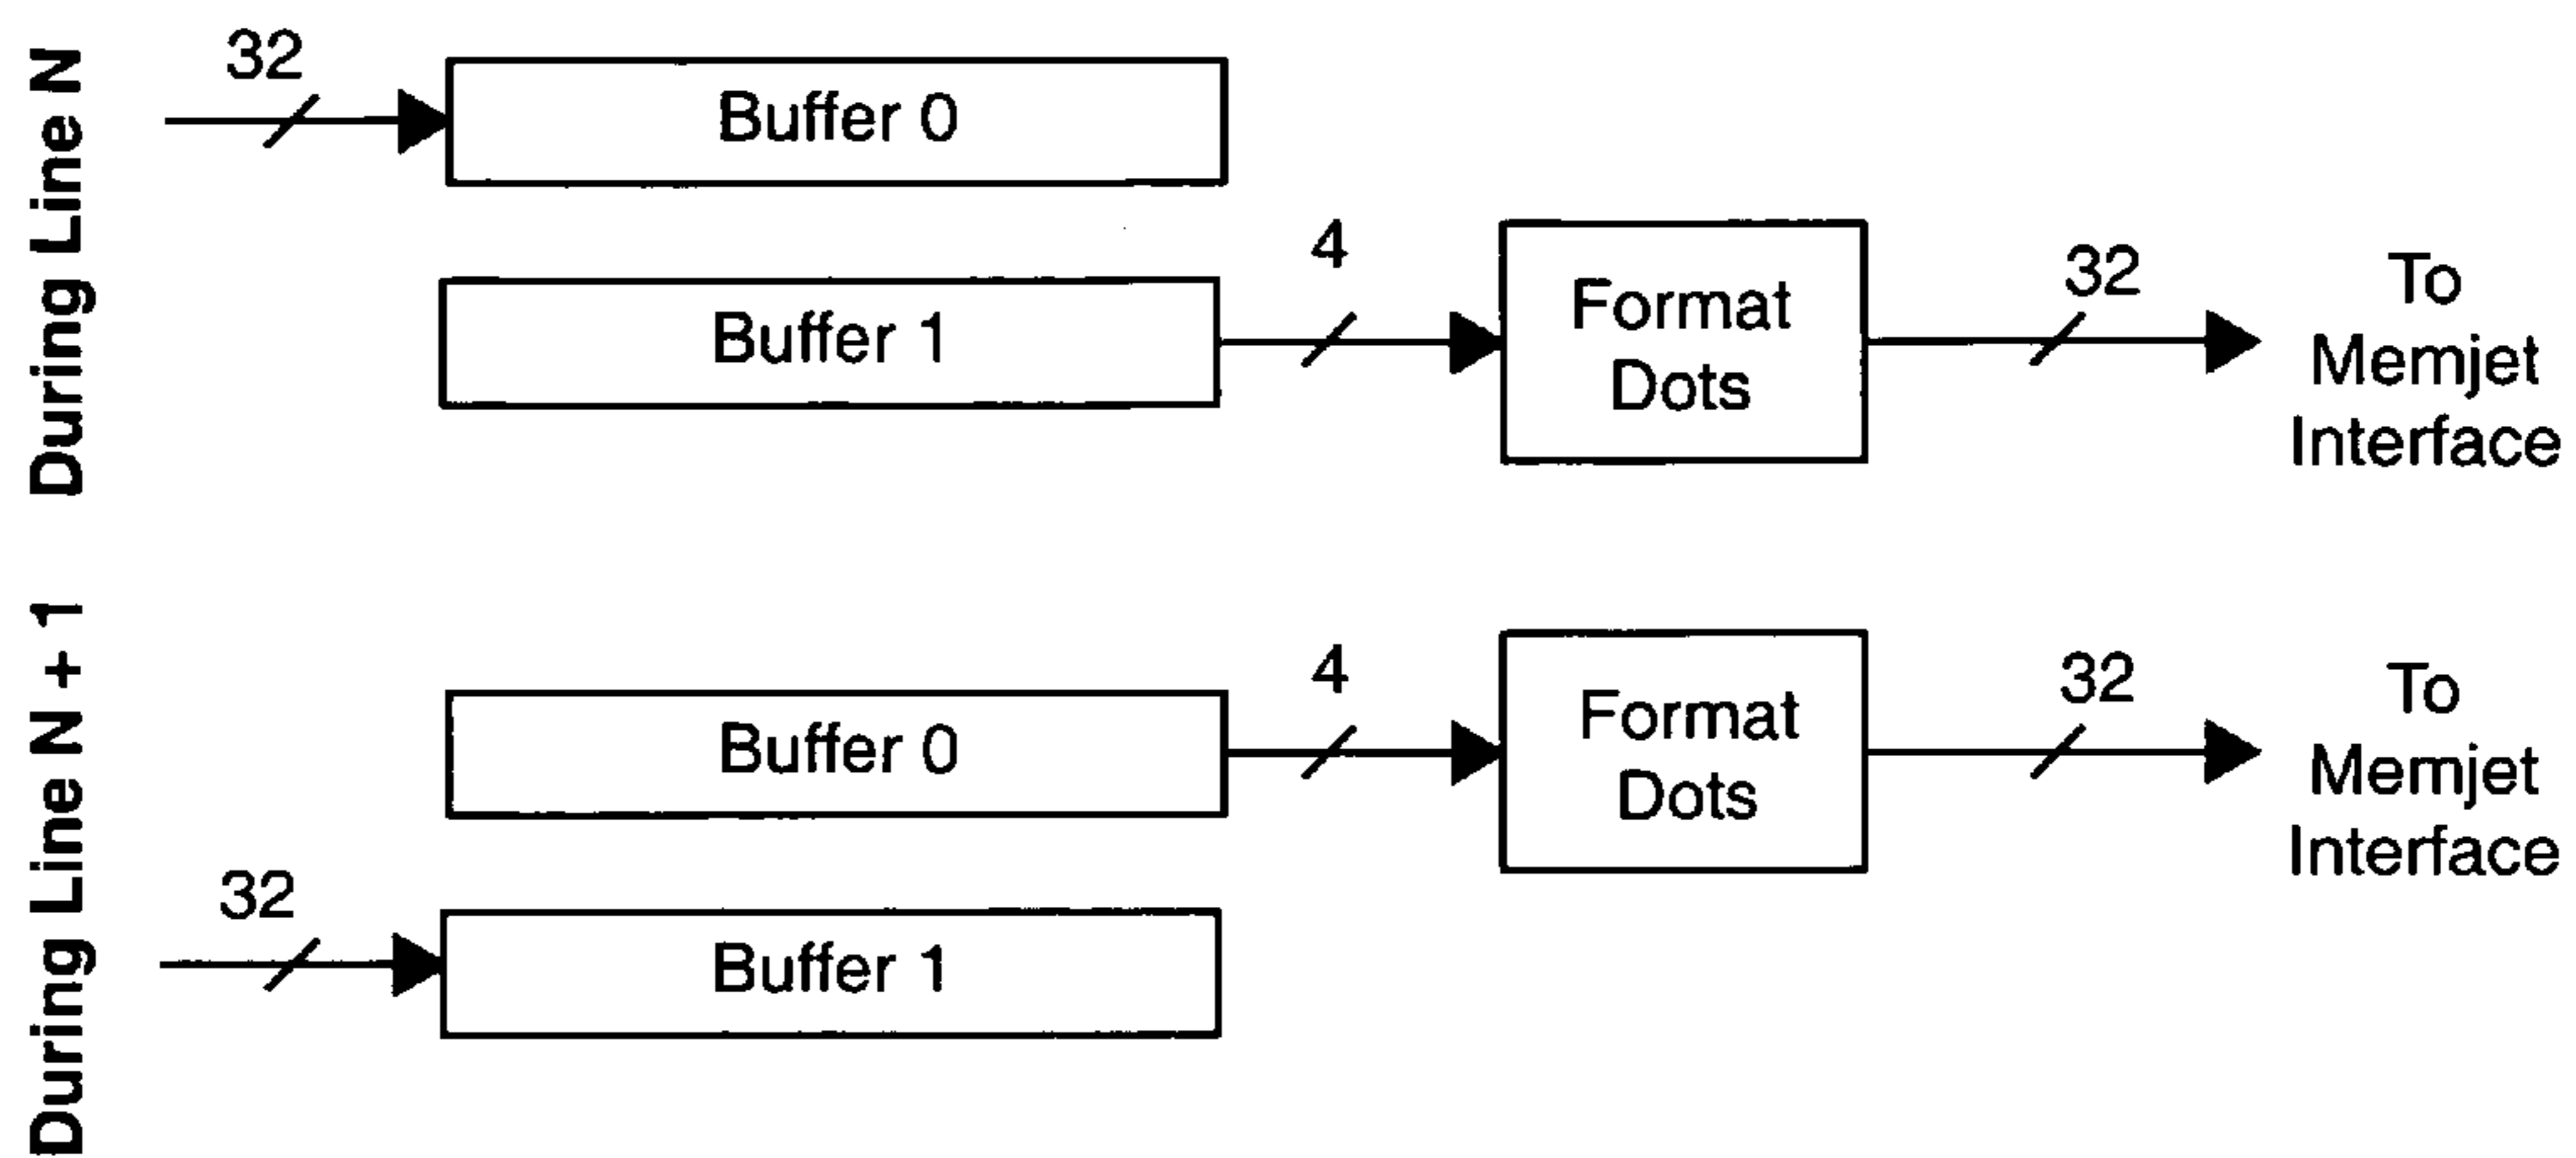 During Line N
32
Buffer 0
Buffer 1
4
Format
Dots
32
To
Memjet
Interface
During Line N + 1
Buffer 0
4
Format
Dots
32
To
Memjet
Interface
32
Buffer 1